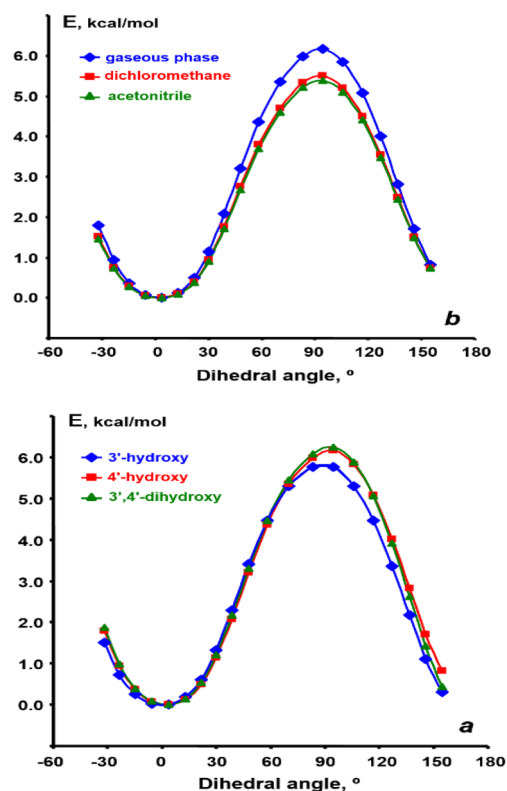 E, kcal/mol
gaseous phase
dichloromethane
acetonitrile
6.0
5.0
4.0
3.0
2.0
1.0
0.0
b
-60 -30 0 30 60 90 120 150 180
Dihedral angle, º
E, kcal/mol
3'-hydroxy
4'-hydroxy
3',4'-dihydroxy
6.0
5.0
4.0
3.0
2.0
1.0
0.0
a
-60 -30 0 30 60 90 120 150 180
Dihedral angle, º